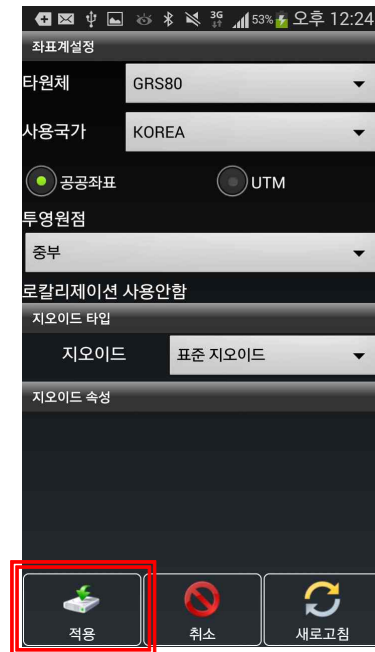 3G 53% 오후 12:24
좌표계설정
타원체 GRS80
사용국가 KOREA
공공좌표 UTM
투영원점
중부
로칼리제이션 사용안함
지오이드 타입
지오이드 표준 지오이드
지오이드 속성
적용 취소 새로고침